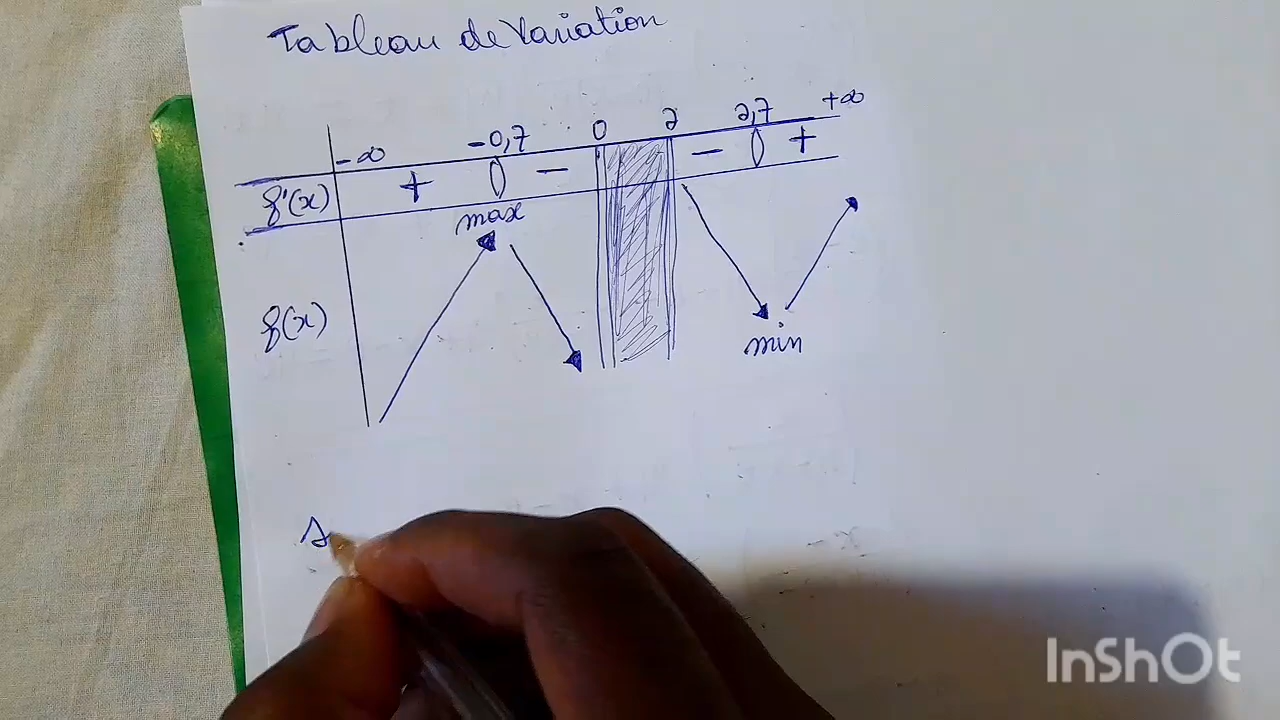 Tableau de Variation
-∞ -0,7 0 2 2,7 +∞
f'(x) + 0 - - 0 +
max
f(x)
min
InShOt